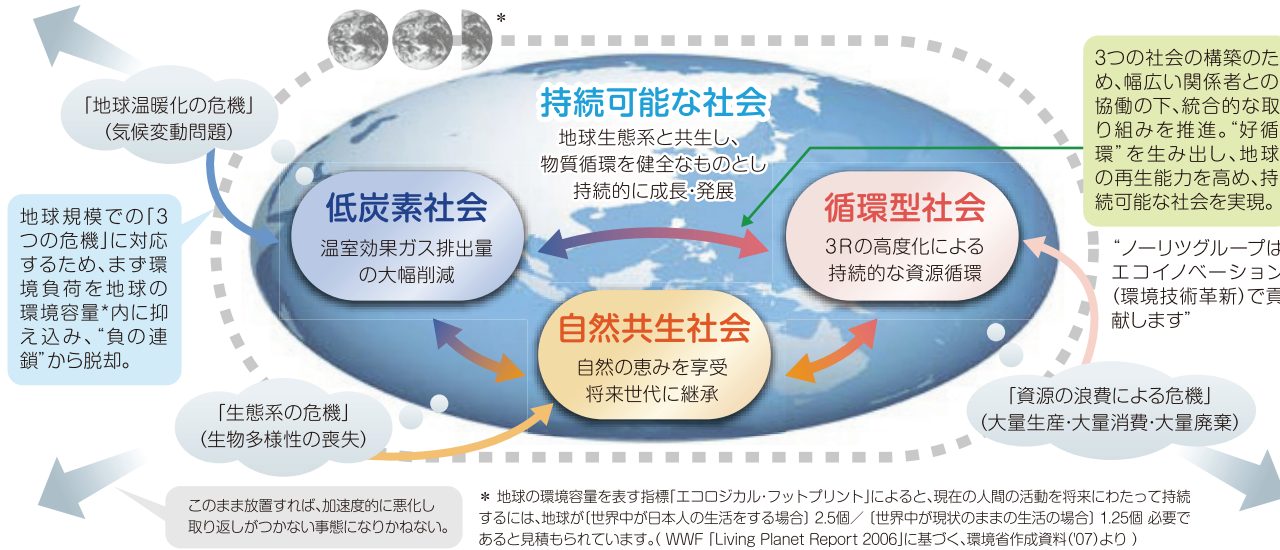 *
「地球温暖化の危機」
(気候変動問題)
持続可能な社会
地球生態系と共生し、
物質循環を健全なものとし
持続的に成長・発展
3つの社会の構築のた
め、幅広い関係者との
協働の下、統合的な取
り組みを推進。“好循
環”を生み出し、地球
の再生能力を高め、持
続可能な社会を実現。
地球規模での「3
つの危機」に対応
するため、まず環
境負荷を地球の
環境容量*内に抑
え込み、“負の連
鎖”から脱却。
低炭素社会
温室効果ガス排出量
の大幅削減
循環型社会
3Rの高度化による
持続的な資源循環
“ノーリツグループは
エコイノベーション
(環境技術革新)で貢
献します”
自然共生社会
自然の恵みを享受
将来世代に継承
「生態系の危機」
(生物多様性の喪失)
「資源の浪費による危機」
(大量生産・大量消費・大量廃棄)
このまま放置すれば、加速度的に悪化し
取り返しがつかない事態になりかねない。
* 地球の環境容量を表す指標「エコロジカル・フットプリント」によると、現在の人間の活動を将来にわたって持続
するには、地球が〔世界中が日本人の生活をする場合〕2.5個／〔世界中が現状のままの生活の場合〕1.25個 必要で
あると見積もられています。( WWF「Living Planet Report 2006」に基づく、環境省作成資料('07)より )